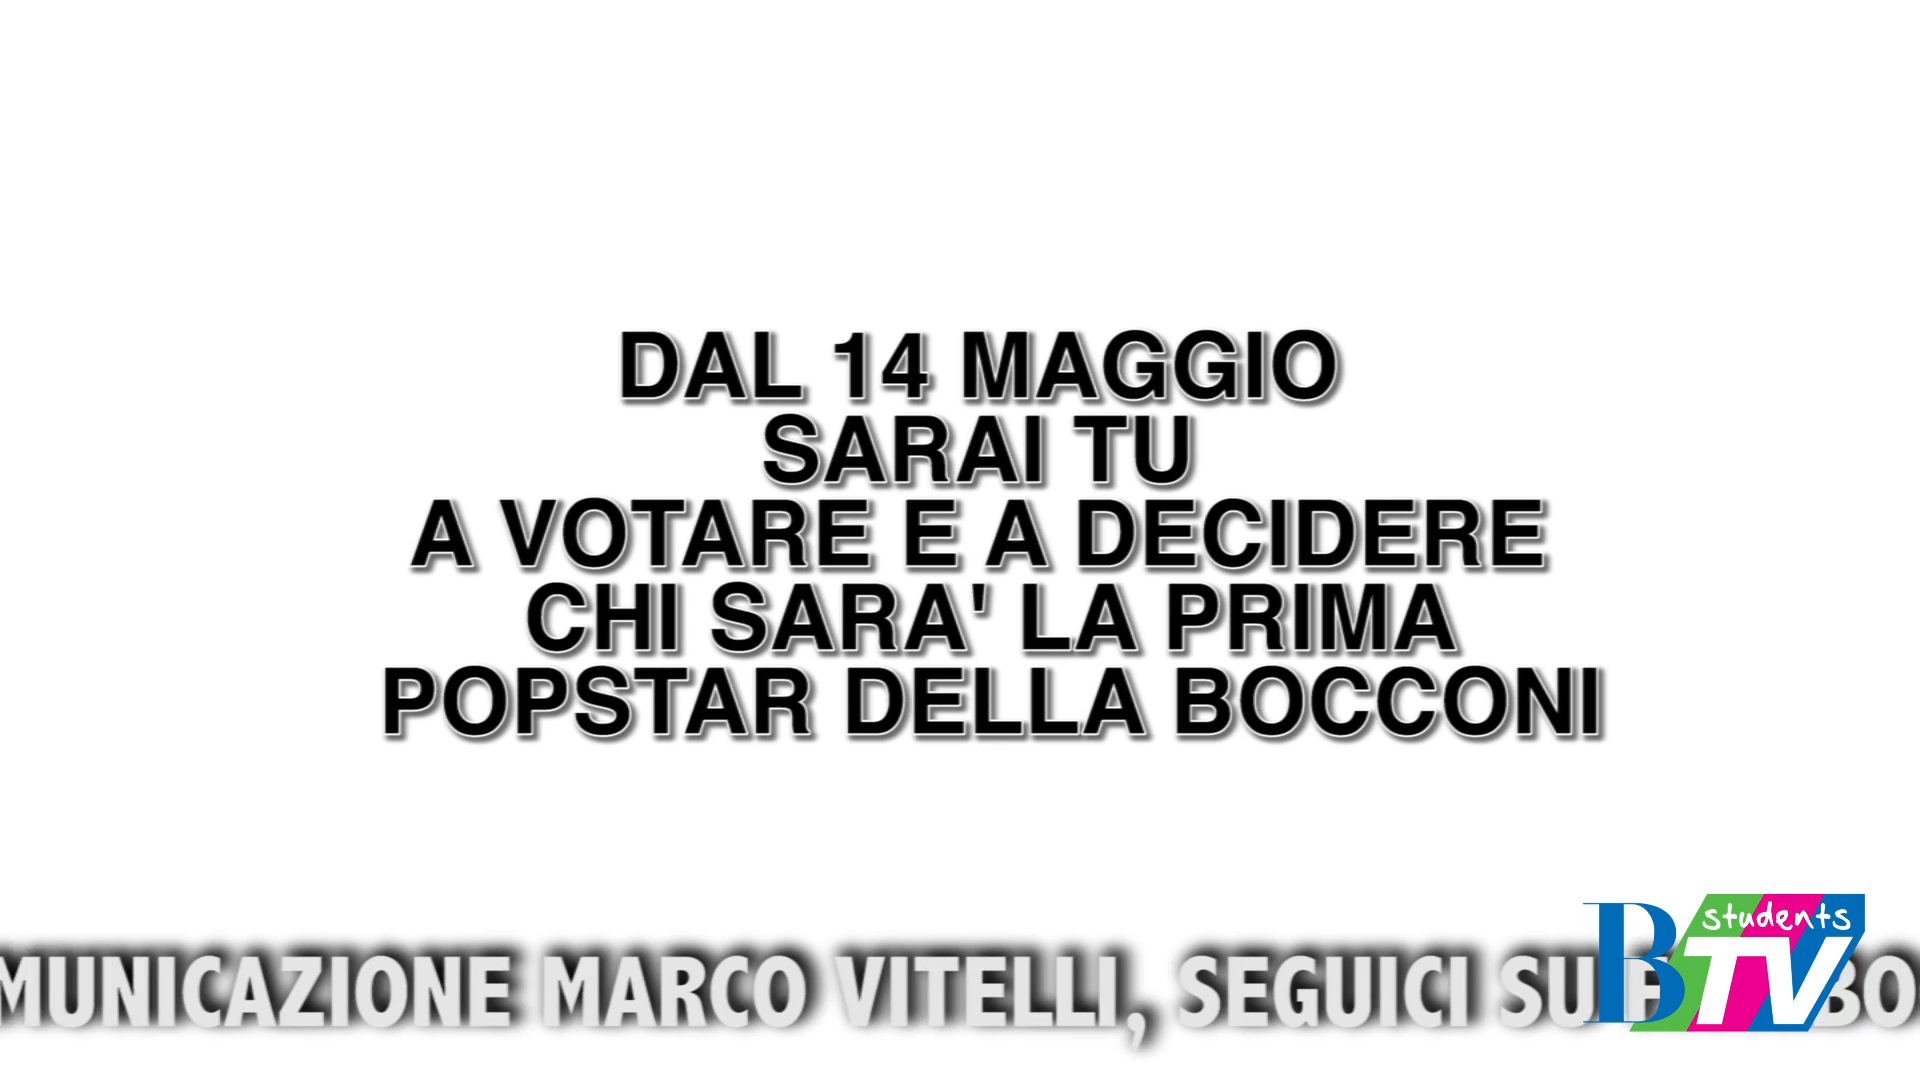 DAL 14 MAGGIO
SARAI TU
A VOTARE E A DECIDERE
CHI SARA' LA PRIMA
POPSTAR DELLA BOCCONI
MUNICAZIONE MARCO VITELLI, SEGUICI SU
B students TV